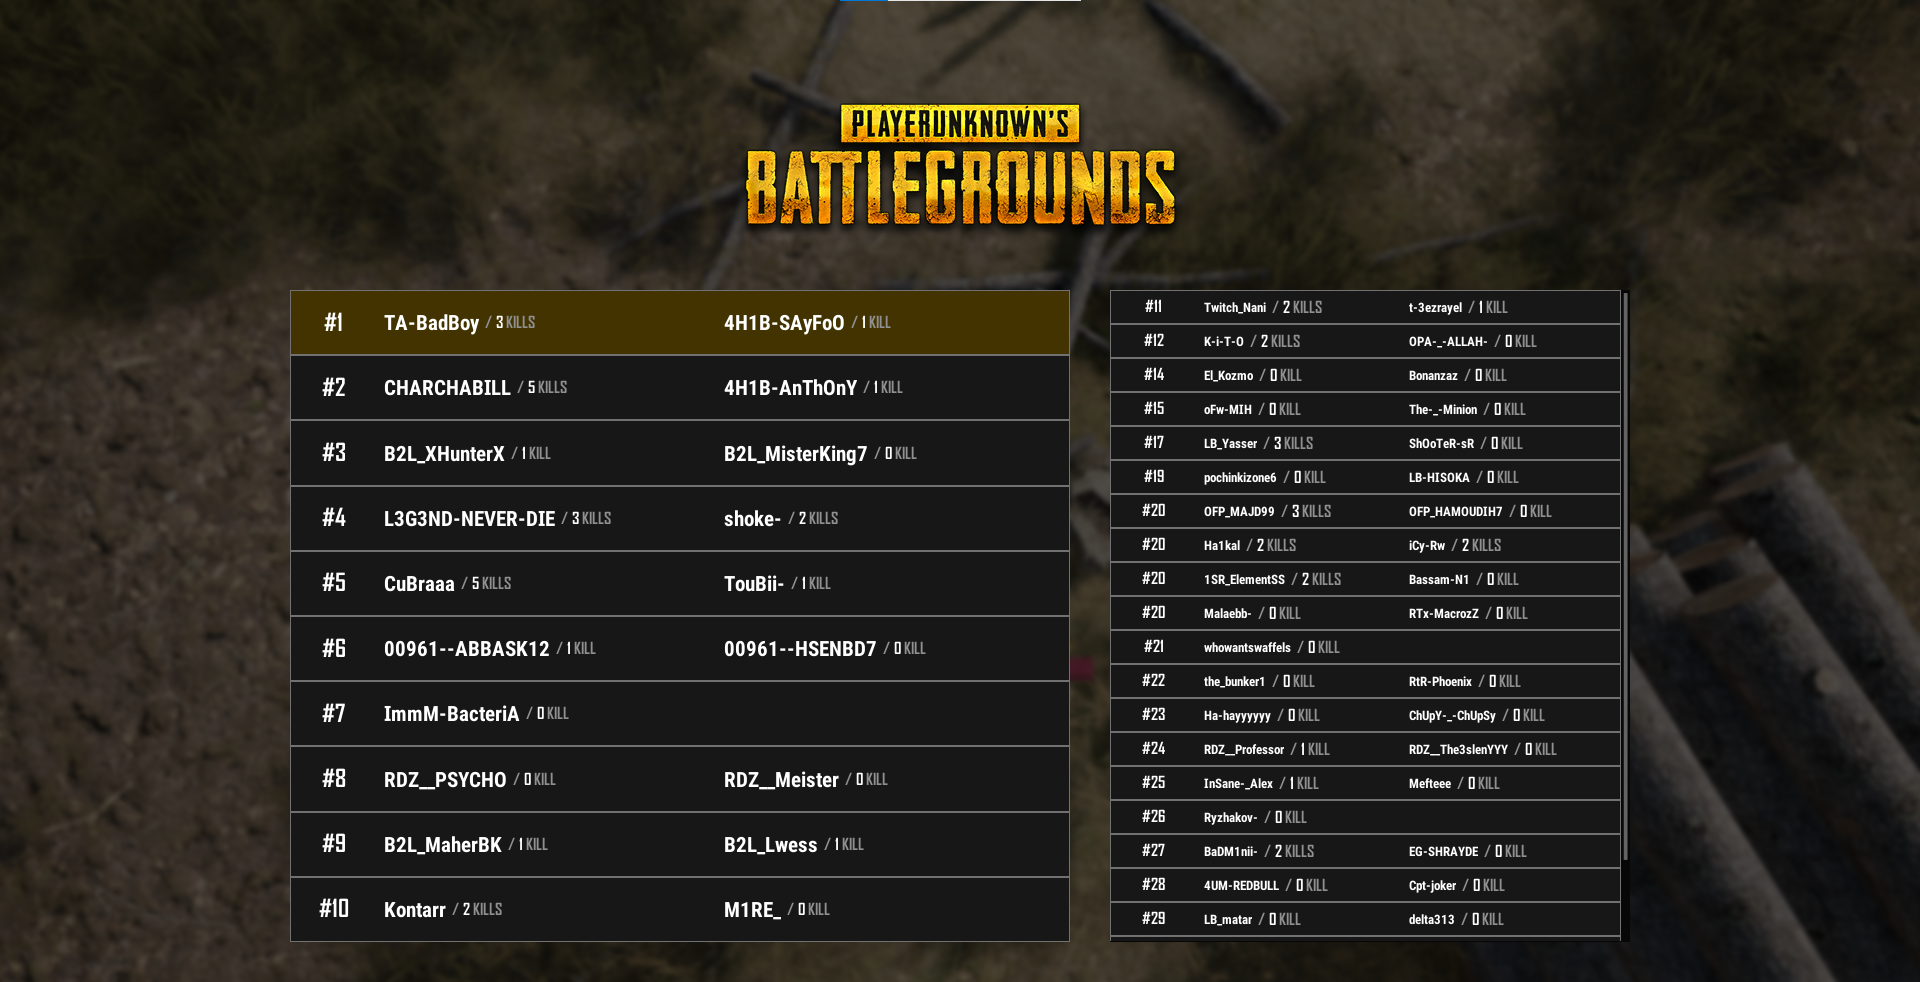 PLAYERUNKNOWN'S
BATTLEGROUNDS
#1 TA-BadBoy / 3 KILLS 4H1B-SAyFoO / 1 KILL
#2 CHARCHABILL / 5 KILLS 4H1B-AnThOnY / 1 KILL
#3 B2L_XHunterX / 1 KILL B2L_MisterKing7 / 0 KILL
#4 L3G3ND-NEVER-DIE / 3 KILLS shoke- / 2 KILLS
#5 CuBraaa / 5 KILLS TouBii- / 1 KILL
#6 00961--ABBASK12 / 1 KILL 00961--HSENBD7 / 0 KILL
#7 ImmM-BacteriA / 0 KILL
#8 RDZ__PSYCHO / 0 KILL RDZ__Meister / 0 KILL
#9 B2L_MaherBK / 1 KILL B2L_Lwess / 1 KILL
#10 Kontarr / 2 KILLS M1RE_ / 0 KILL
#11 Twitch_Nani / 2 KILLS t-3ezrayel / 1 KILL
#12 K-i-T-O / 2 KILLS OPA-_-ALLAH- / 0 KILL
#14 El_Kozmo / 0 KILL Bonanzaz / 0 KILL
#15 oFw-MIH / 0 KILL The-_-Minion / 0 KILL
#17 LB_Yasser / 3 KILLS ShOoTeR-sR / 0 KILL
#19 pochinkizone6 / 0 KILL LB-HISOKA / 0 KILL
#20 OFP_MAJD99 / 3 KILLS OFP_HAMOUDIH7 / 0 KILL
#20 Ha1kal / 2 KILLS iCy-Rw / 2 KILLS
#20 1SR_ElementSS / 2 KILLS Bassam-N1 / 0 KILL
#20 Malaebb- / 0 KILL RTx-MacrozZ / 0 KILL
#21 whowantswaffels / 0 KILL
#22 the_bunker1 / 0 KILL RtR-Phoenix / 0 KILL
#23 Ha-hayyyyyy / 0 KILL ChUpY-_-ChUpSy / 0 KILL
#24 RDZ__Professor / 1 KILL RDZ__The3slenYYY / 0 KILL
#25 InSane-_Alex / 1 KILL Mefteee / 0 KILL
#26 Ryzhakov- / 0 KILL
#27 BaDM1nii- / 2 KILLS EG-SHRAYDE / 0 KILL
#28 4UM-REDBULL / 0 KILL Cpt-joker / 0 KILL
#29 LB_matar / 0 KILL delta313 / 0 KILL